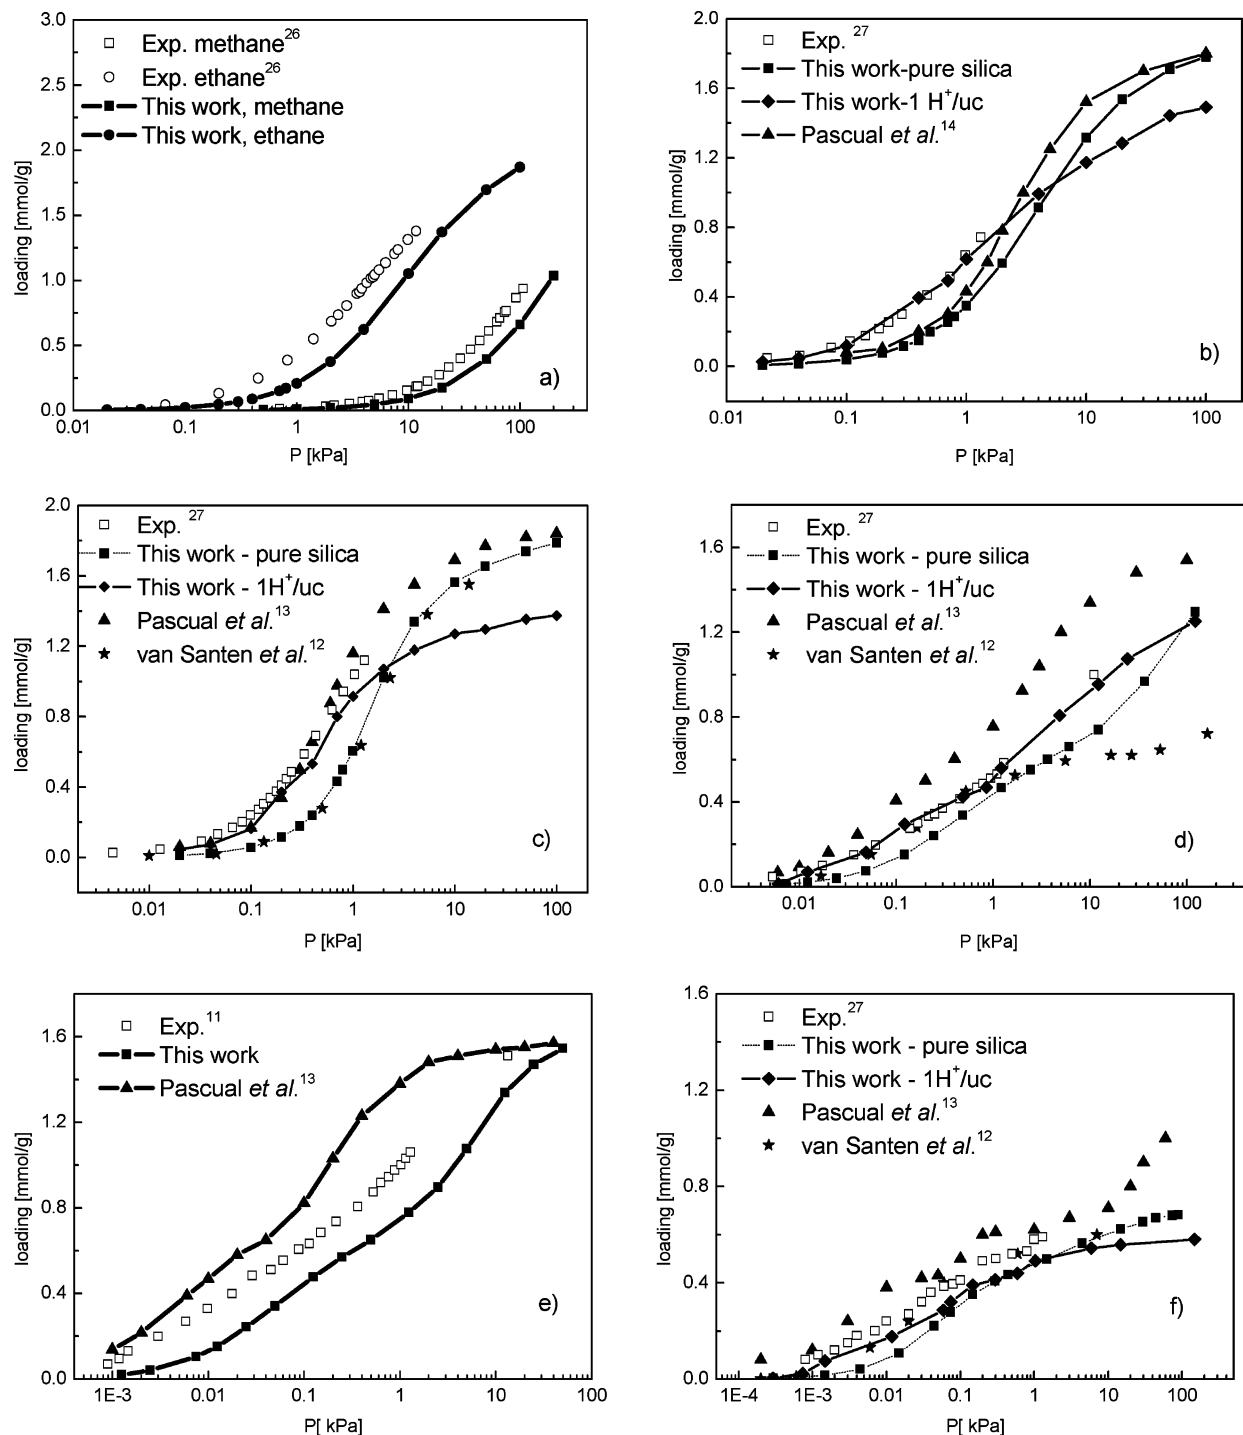 3.0
2.5
2.0
1.5
1.0
0.5
0.0
loading [mmol/g]
Exp. methane26
Exp. ethane26
This work, methane
This work, ethane
a)
0.01 0.1 1 10 100
P [kPa]
2.0
1.6
1.2
0.8
0.4
0.0
loading [mmol/g]
Exp. 27
This work-pure silica
This work-1 H+/uc
Pascual et al.14
b)
0.01 0.1 1 10 100
P [kPa]
2.0
1.6
1.2
0.8
0.4
0.0
loading [mmol/g]
Exp. 27
This work - pure silica
This work - 1H+/uc
Pascual et al.13
van Santen et al.12
c)
0.01 0.1 1 10 100
P [kPa]
1.6
1.2
0.8
0.4
0.0
loading [mmol/g]
Exp. 27
This work - pure silica
This work - 1H+/uc
Pascual et al.13
van Santen et al.12
d)
0.01 0.1 1 10 100
P [kPa]
1.6
1.2
0.8
0.4
0.0
loading [mmol/g]
Exp.11
This work
Pascual et al.13
e)
1E-3 0.01 0.1 1 10 100
P[ kPa]
1.6
1.2
0.8
0.4
0.0
loading [mmol/g]
Exp.27
This work - pure silica
This work - 1H+/uc
Pascual et al.13
van Santen et al.12
f)
1E-4 1E-3 0.01 0.1 1 10 100
P[ kPa]